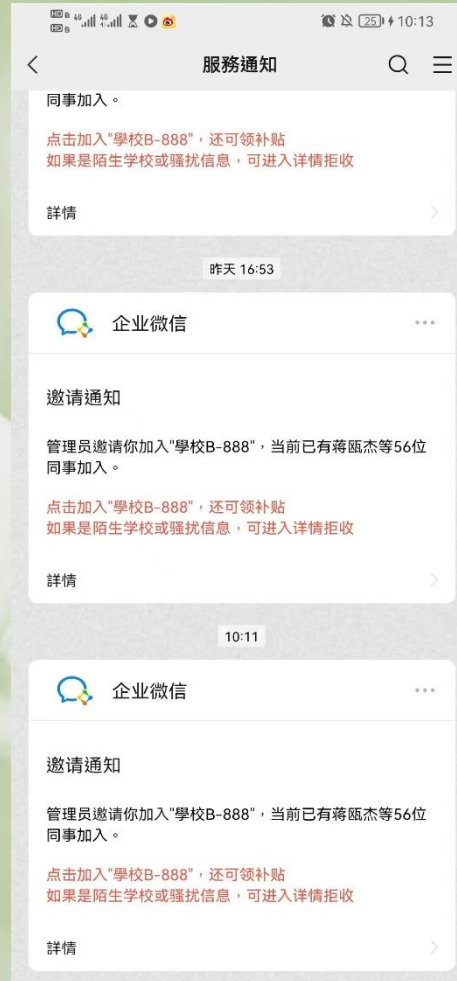 25 10:13
服務通知
同事加入。
点击加入"學校B-888"，还可领补贴
如果是陌生学校或骚扰信息，可进入详情拒收
詳情
昨天 16:53
企业微信
邀请通知
管理员邀请你加入"學校B-888"，当前已有蒋瓯杰等56位
同事加入。
点击加入"學校B-888"，还可领补贴
如果是陌生学校或骚扰信息，可进入详情拒收
詳情
10:11
企业微信
邀请通知
管理员邀请你加入"學校B-888"，当前已有蒋瓯杰等56位
同事加入。
点击加入"學校B-888"，还可领补贴
如果是陌生学校或骚扰信息，可进入详情拒收
詳情